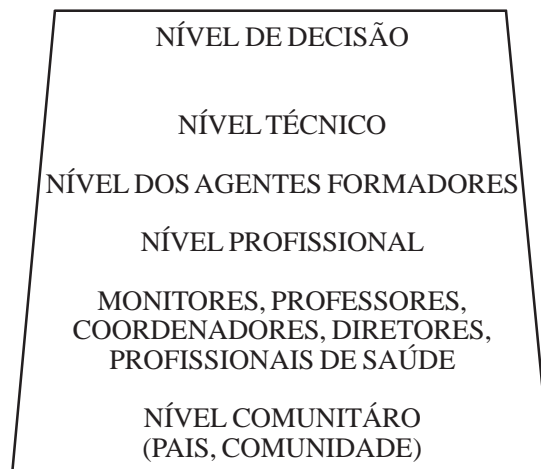 NÍVEL DE DECISÃO
NÍVEL TÉCNICO
NÍVEL DOS AGENTES FORMADORES
NÍVEL PROFISSIONAL
MONITORES, PROFESSORES,
COORDENADORES, DIRETORES,
PROFISSIONAIS DE SAÚDE
NÍVEL COMUNITÁRO
(PAIS, COMUNIDADE)